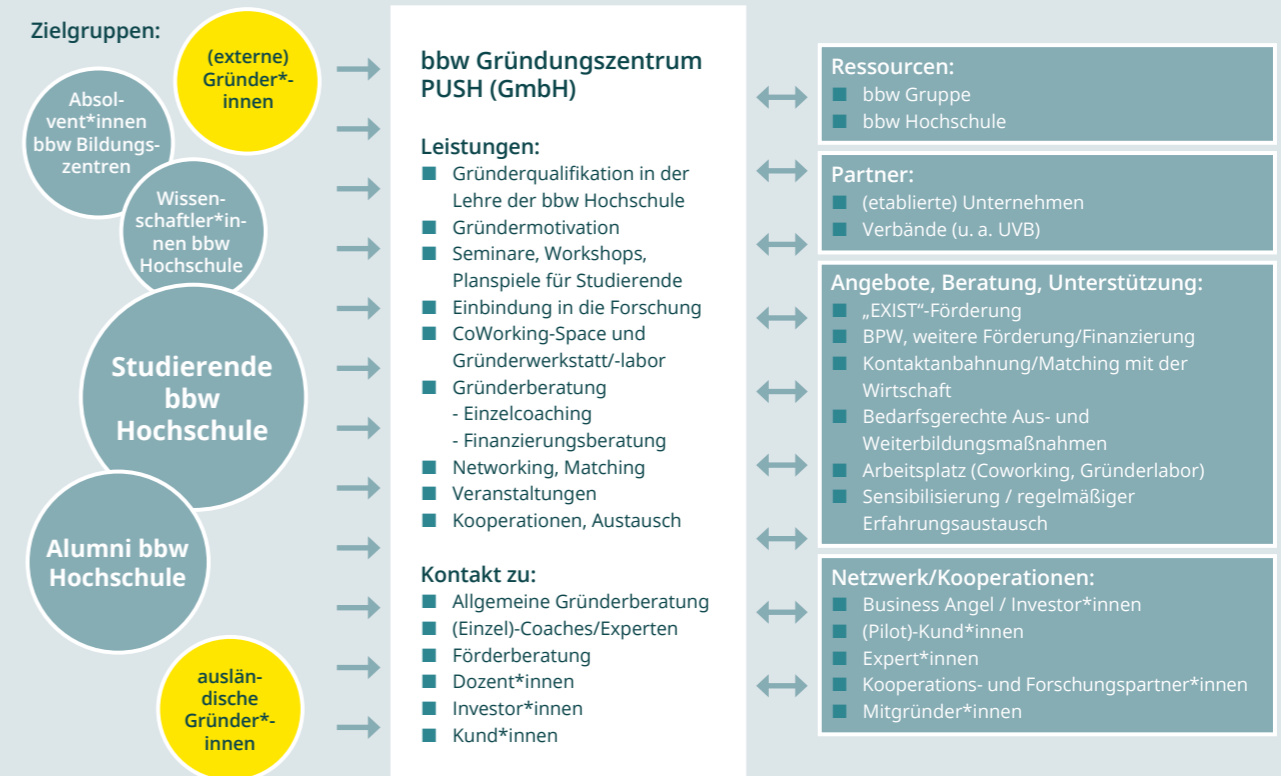 Zielgruppen:
(externe)
Gründer*-
innen
Absol-
vent*innen
bbw Bildungs-
zentren
Wissen-
schaftler*in-
nen bbw
Hochschule
Studierende
bbw
Hochschule
Alumni bbw
Hochschule
auslän-
dische
Gründer*-
innen
bbw Gründungszentrum
PUSH (GmbH)
Leistungen:
■ Gründerqualifikation in der
Lehre der bbw Hochschule
■ Gründermotivation
■ Seminare, Workshops,
Planspiele für Studierende
■ Einbindung in die Forschung
■ CoWorking-Space und
Gründerwerkstatt/-labor
■ Gründerberatung
- Einzelcoaching
- Finanzierungsberatung
■ Networking, Matching
■ Veranstaltungen
■ Kooperationen, Austausch
Kontakt zu:
■ Allgemeine Gründerberatung
■ (Einzel)-Coaches/Experten
■ Förderberatung
■ Dozent*innen
■ Investor*innen
■ Kund*innen
Ressourcen:
■ bbw Gruppe
■ bbw Hochschule
Partner:
■ (etablierte) Unternehmen
■ Verbände (u. a. UVB)
Angebote, Beratung, Unterstützung:
■ „EXIST“-Förderung
■ BPW, weitere Förderung/Finanzierung
■ Kontaktanbahnung/Matching mit der
Wirtschaft
■ Bedarfsgerechte Aus- und
Weiterbildungsmaßnahmen
■ Arbeitsplatz (Coworking, Gründerlabor)
■ Sensibilisierung / regelmäßiger
Erfahrungsaustausch
Netzwerk/Kooperationen:
■ Business Angel / Investor*innen
■ (Pilot)-Kund*innen
■ Expert*innen
■ Kooperations- und Forschungspartner*innen
■ Mitgründer*innen